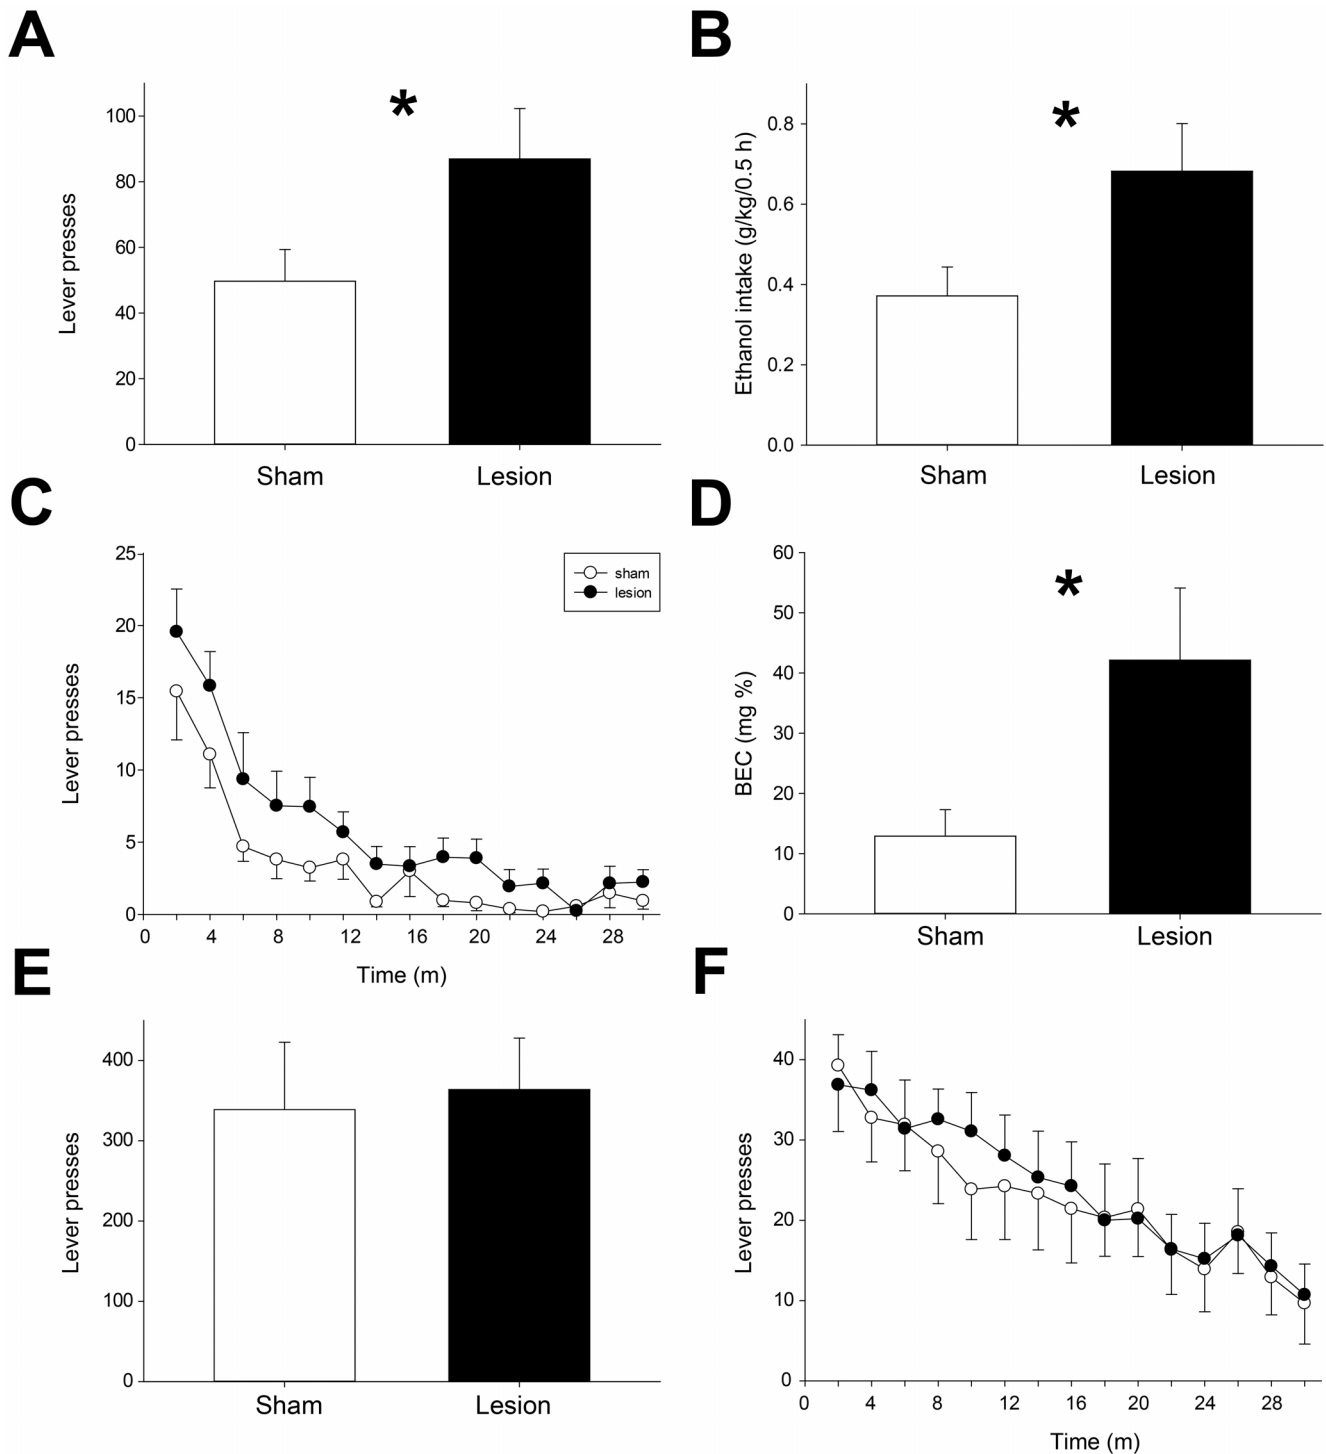 A
B
*
*
100
80
60
40
20
0
Lever presses
Sham
Lesion
0.8
0.6
0.4
0.2
0.0
Ethanol intake (g/kg/0.5 h)
Sham
Lesion
C
D
25
20
15
10
5
0
Lever presses
sham
lesion
0 4 8 12 16 20 24 28
Time (m)
*
60
50
40
30
20
10
0
BEC (mg %)
Sham
Lesion
E
F
400
300
200
100
0
Lever presses
Sham
Lesion
40
30
20
10
0
Lever presses
0 4 8 12 16 20 24 28
Time (m)